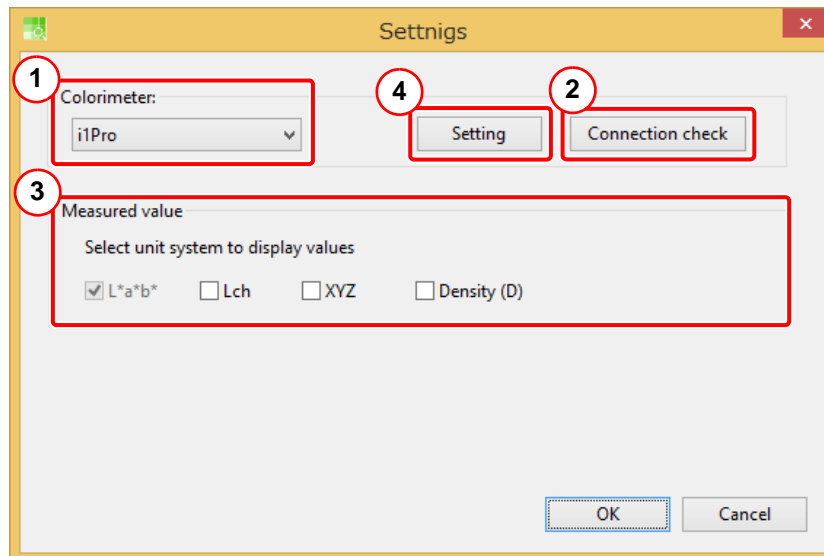 Settnigs
1
Colorimeter:
i1Pro
4
Setting
2
Connection check
3
Measured value
Select unit system to display values
L*a*b* Lch XYZ Density (D)
OK Cancel